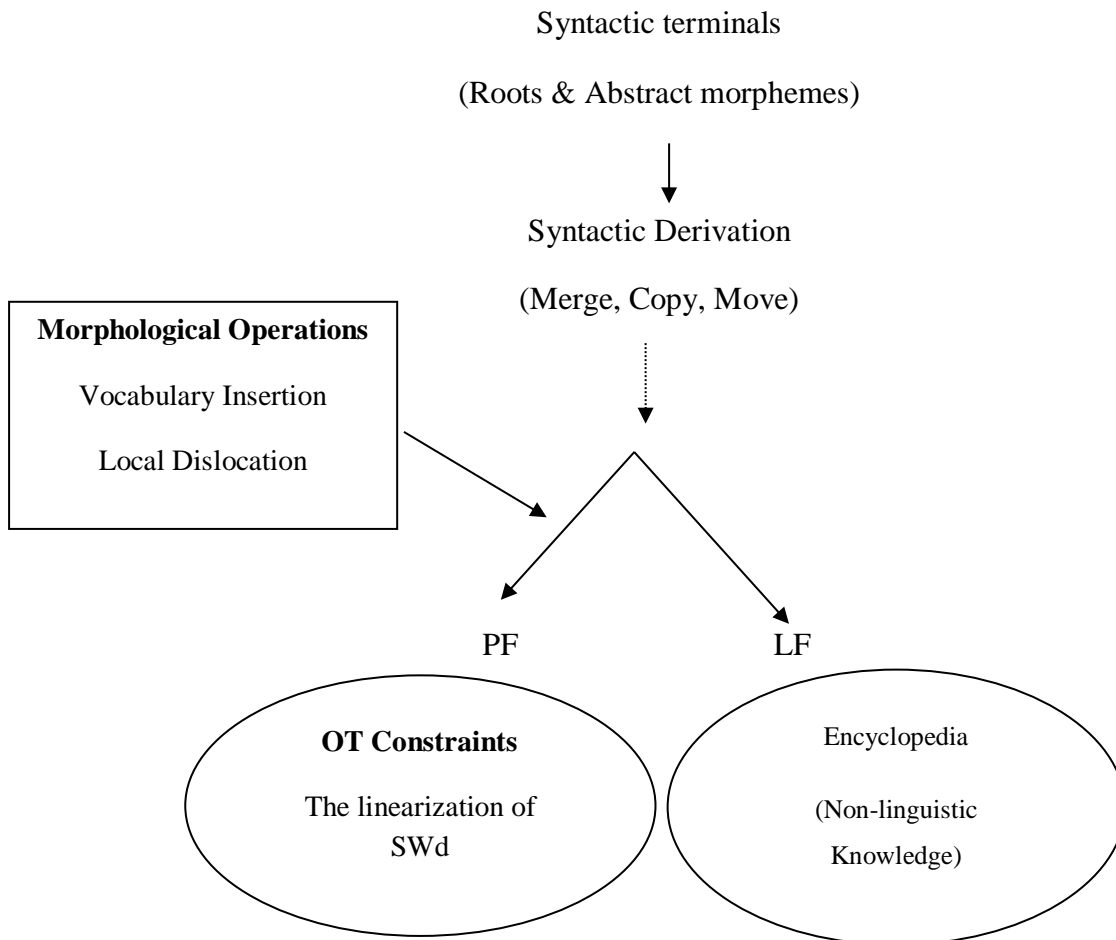 Syntactic terminals
(Roots & Abstract morphemes)
Syntactic Derivation
(Merge, Copy, Move)
Morphological Operations
Vocabulary Insertion
Local Dislocation
PF
LF
OT Constraints
The linearization of
SWd
Encyclopedia
(Non-linguistic
Knowledge)